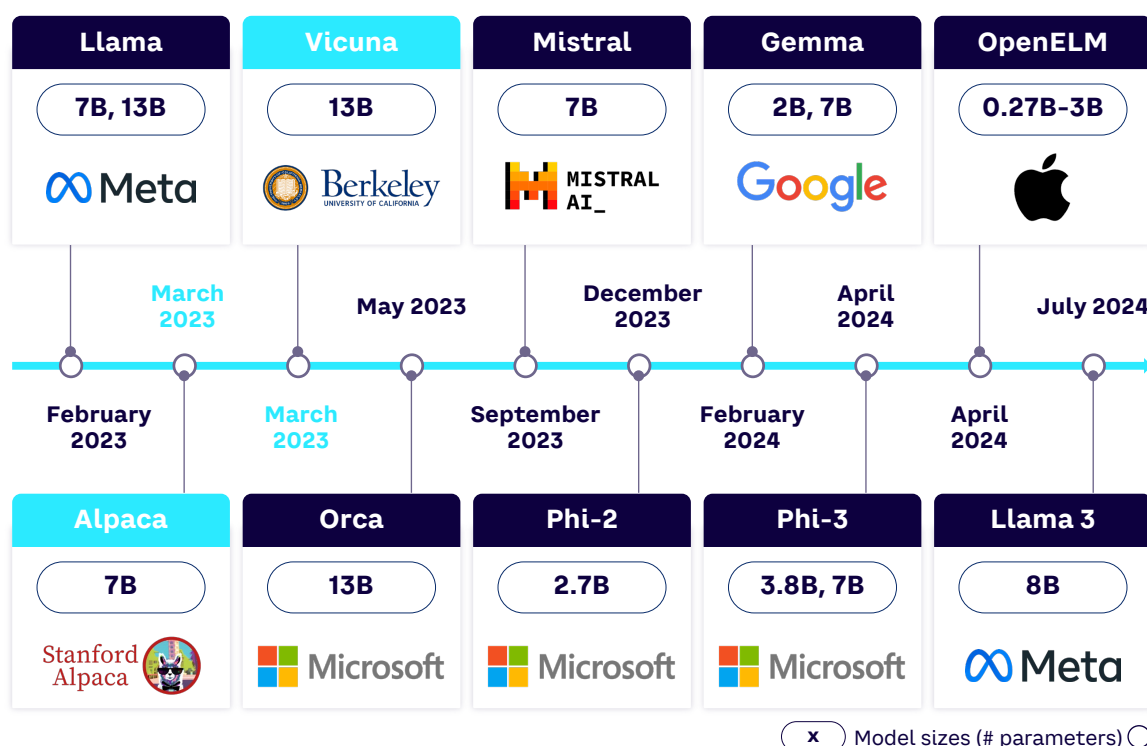 Llama
Vicuna
Mistral
Gemma
OpenELM
7B, 13B
13B
7B
2B, 7B
0.27B-3B
Meta
Berkeley
UNIVERSITY OF CALIFORNIA
MISTRAL
AI_
Google
March
2023
May 2023
December
2023
April
2024
July 2024
February
2023
March
2023
September
2023
February
2024
April
2024
Alpaca
Orca
Phi-2
Phi-3
Llama 3
7B
13B
2.7B
3.8B, 7B
8B
Stanford
Alpaca
Microsoft
Microsoft
Microsoft
Meta
x Model sizes (# parameters)